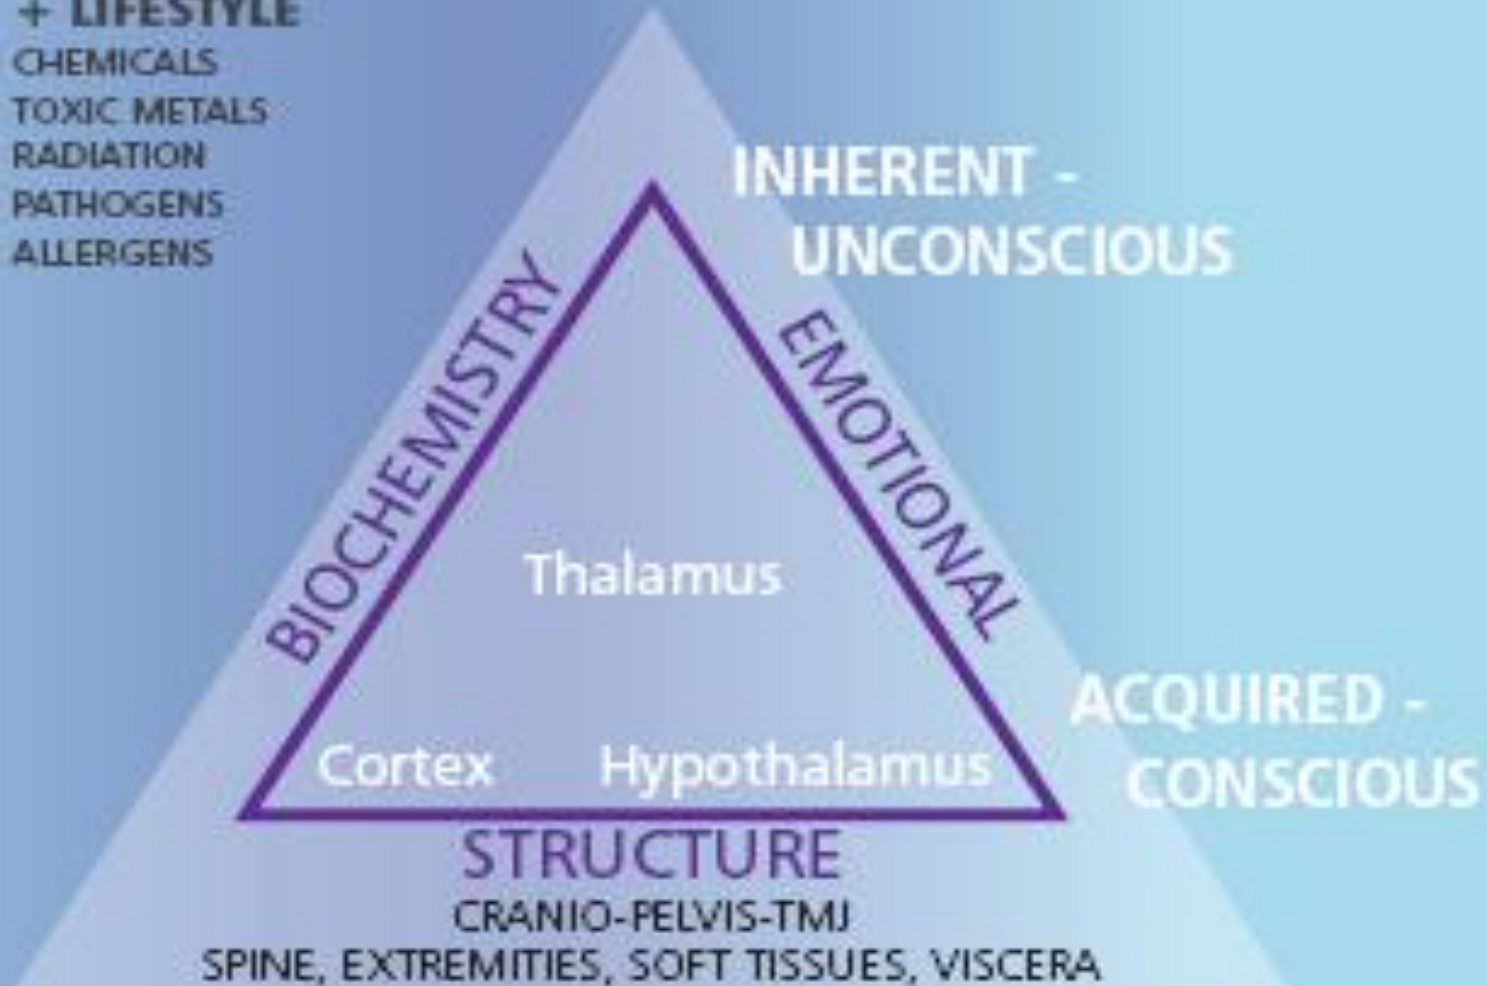 + LIFESTYLE
CHEMICALS
TOXIC METALS
RADIATION
PATHOGENS
ALLERGENS
INHERENT -
UNCONSCIOUS
BIOCHEMISTRY
EMOTIONAL
Thalamus
ACQUIRED -
CONSCIOUS
Cortex Hypothalamus
STRUCTURE
CRANIO-PELVIS-TMJ
SPINE, EXTREMITIES, SOFT TISSUES, VISCERA